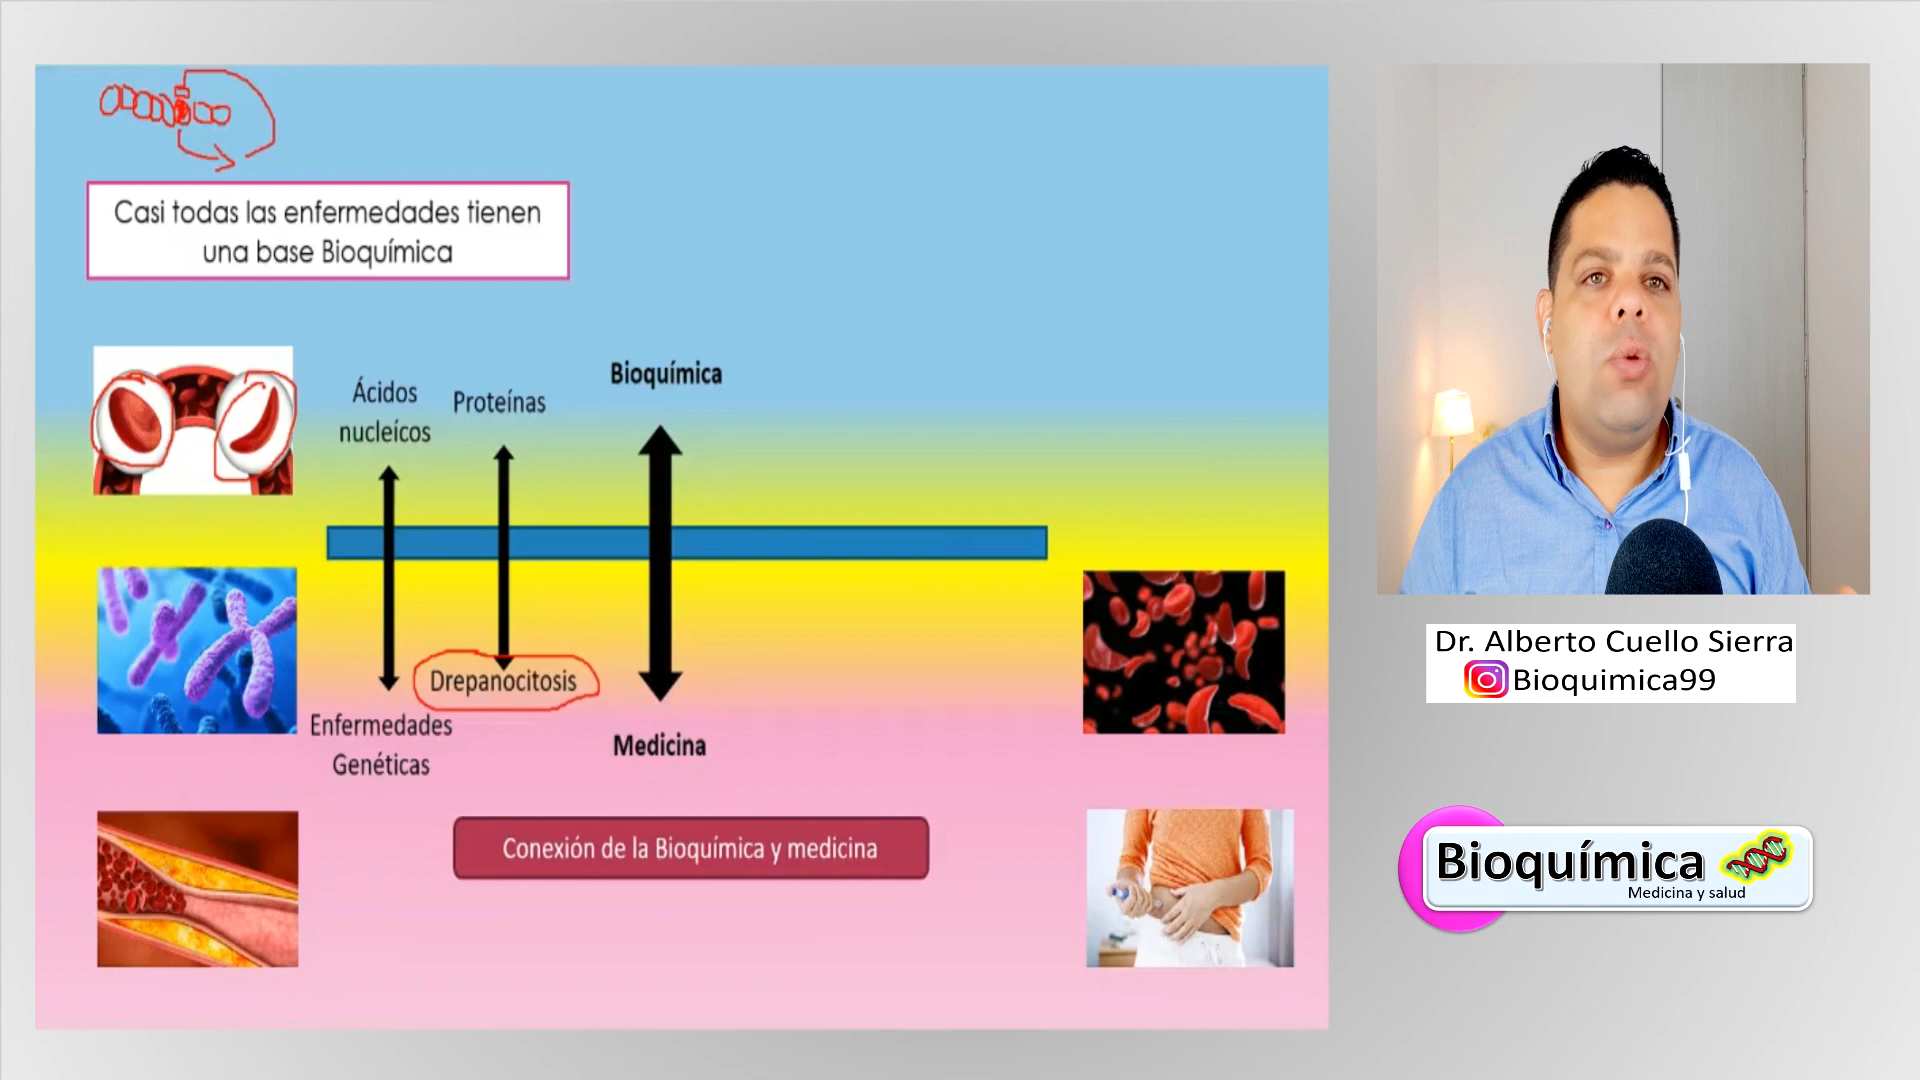 Casi todas las enfermedades tienen
una base Bioquímica
Ácidos
nucleícos
Proteínas
Bioquímica
Drepanocitosis
Enfermedades
Genéticas
Medicina
Conexión de la Bioquímica y medicina
Dr. Alberto Cuello Sierra
Bioquimica99
Bioquímica
Medicina y salud